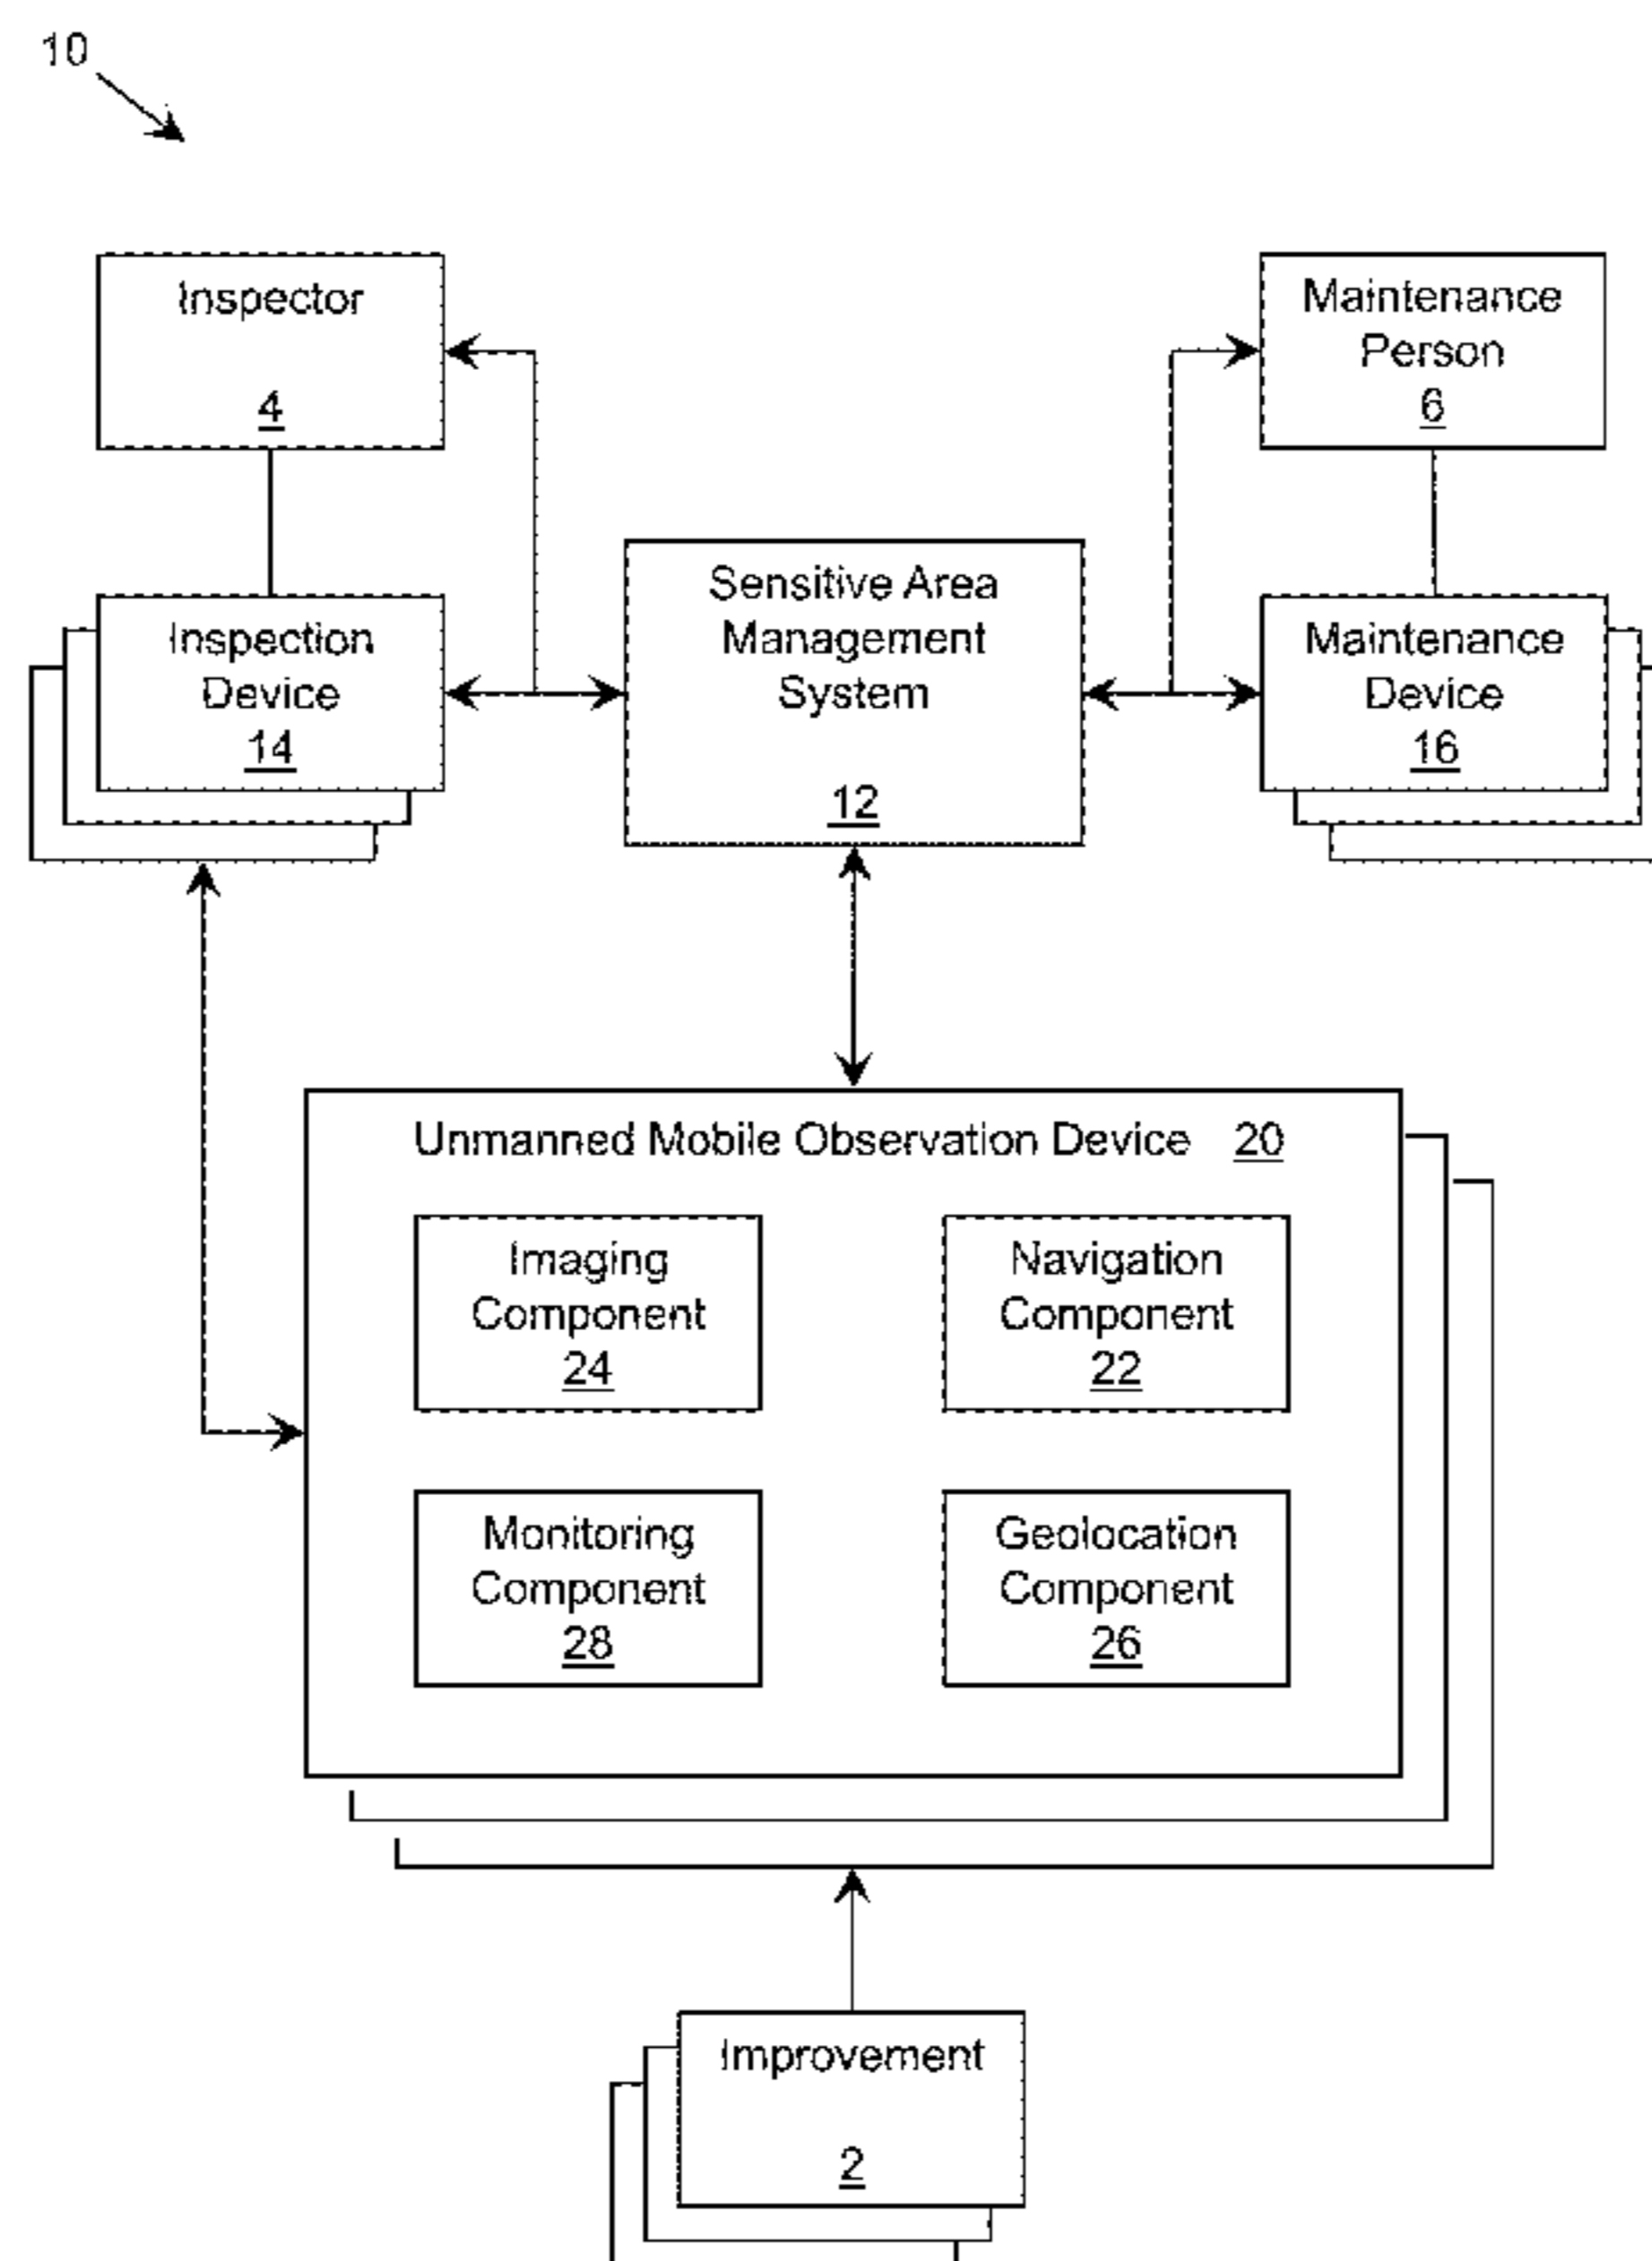 10
Inspector
4
Maintenance
Person
6
Inspection
Device
14
Sensitive Area
Management
System
12
Maintenance
Device
16
Unmanned Mobile Observation Device 20
Imaging
Component
24
Navigation
Component
22
Monitoring
Component
28
Geolocation
Component
26
Improvement
2